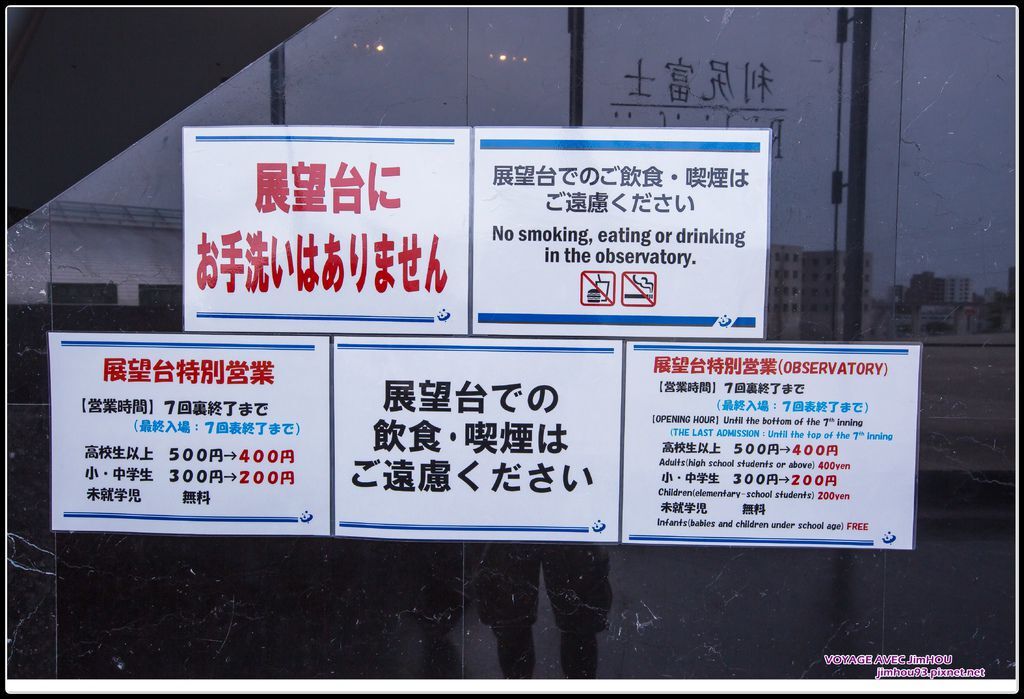 利尻富士
展望台に
お手洗いはありません
展望台でのご飲食・喫煙は
ご遠慮ください
No smoking, eating or drinking
in the observatory.
展望台特別営業
【営業時間】7回裏終了まで
（最終入場：7回表終了まで）
高校生以上 500円→400円
小・中学生 300円→200円
未就学児 無料
展望台での
飲食・喫煙は
ご遠慮ください
展望台特別営業(OBSERVATORY)
【営業時間】7回裏終了まで
（最終入場：7回表終了まで）
[OPENING HOUR] Until the bottom of the 7th inning
(THE LAST ADMISSION : Until the top of the 7th inning
高校生以上 500円→400円
Adults(high school students or above) 400yen
小・中学生 300円→200円
Children(elementary-school students) 200yen
未就学児 無料
Infants(babies and children under school age) FREE
VOYAGE AVEC JimHOU
jimhou93.pixnet.net